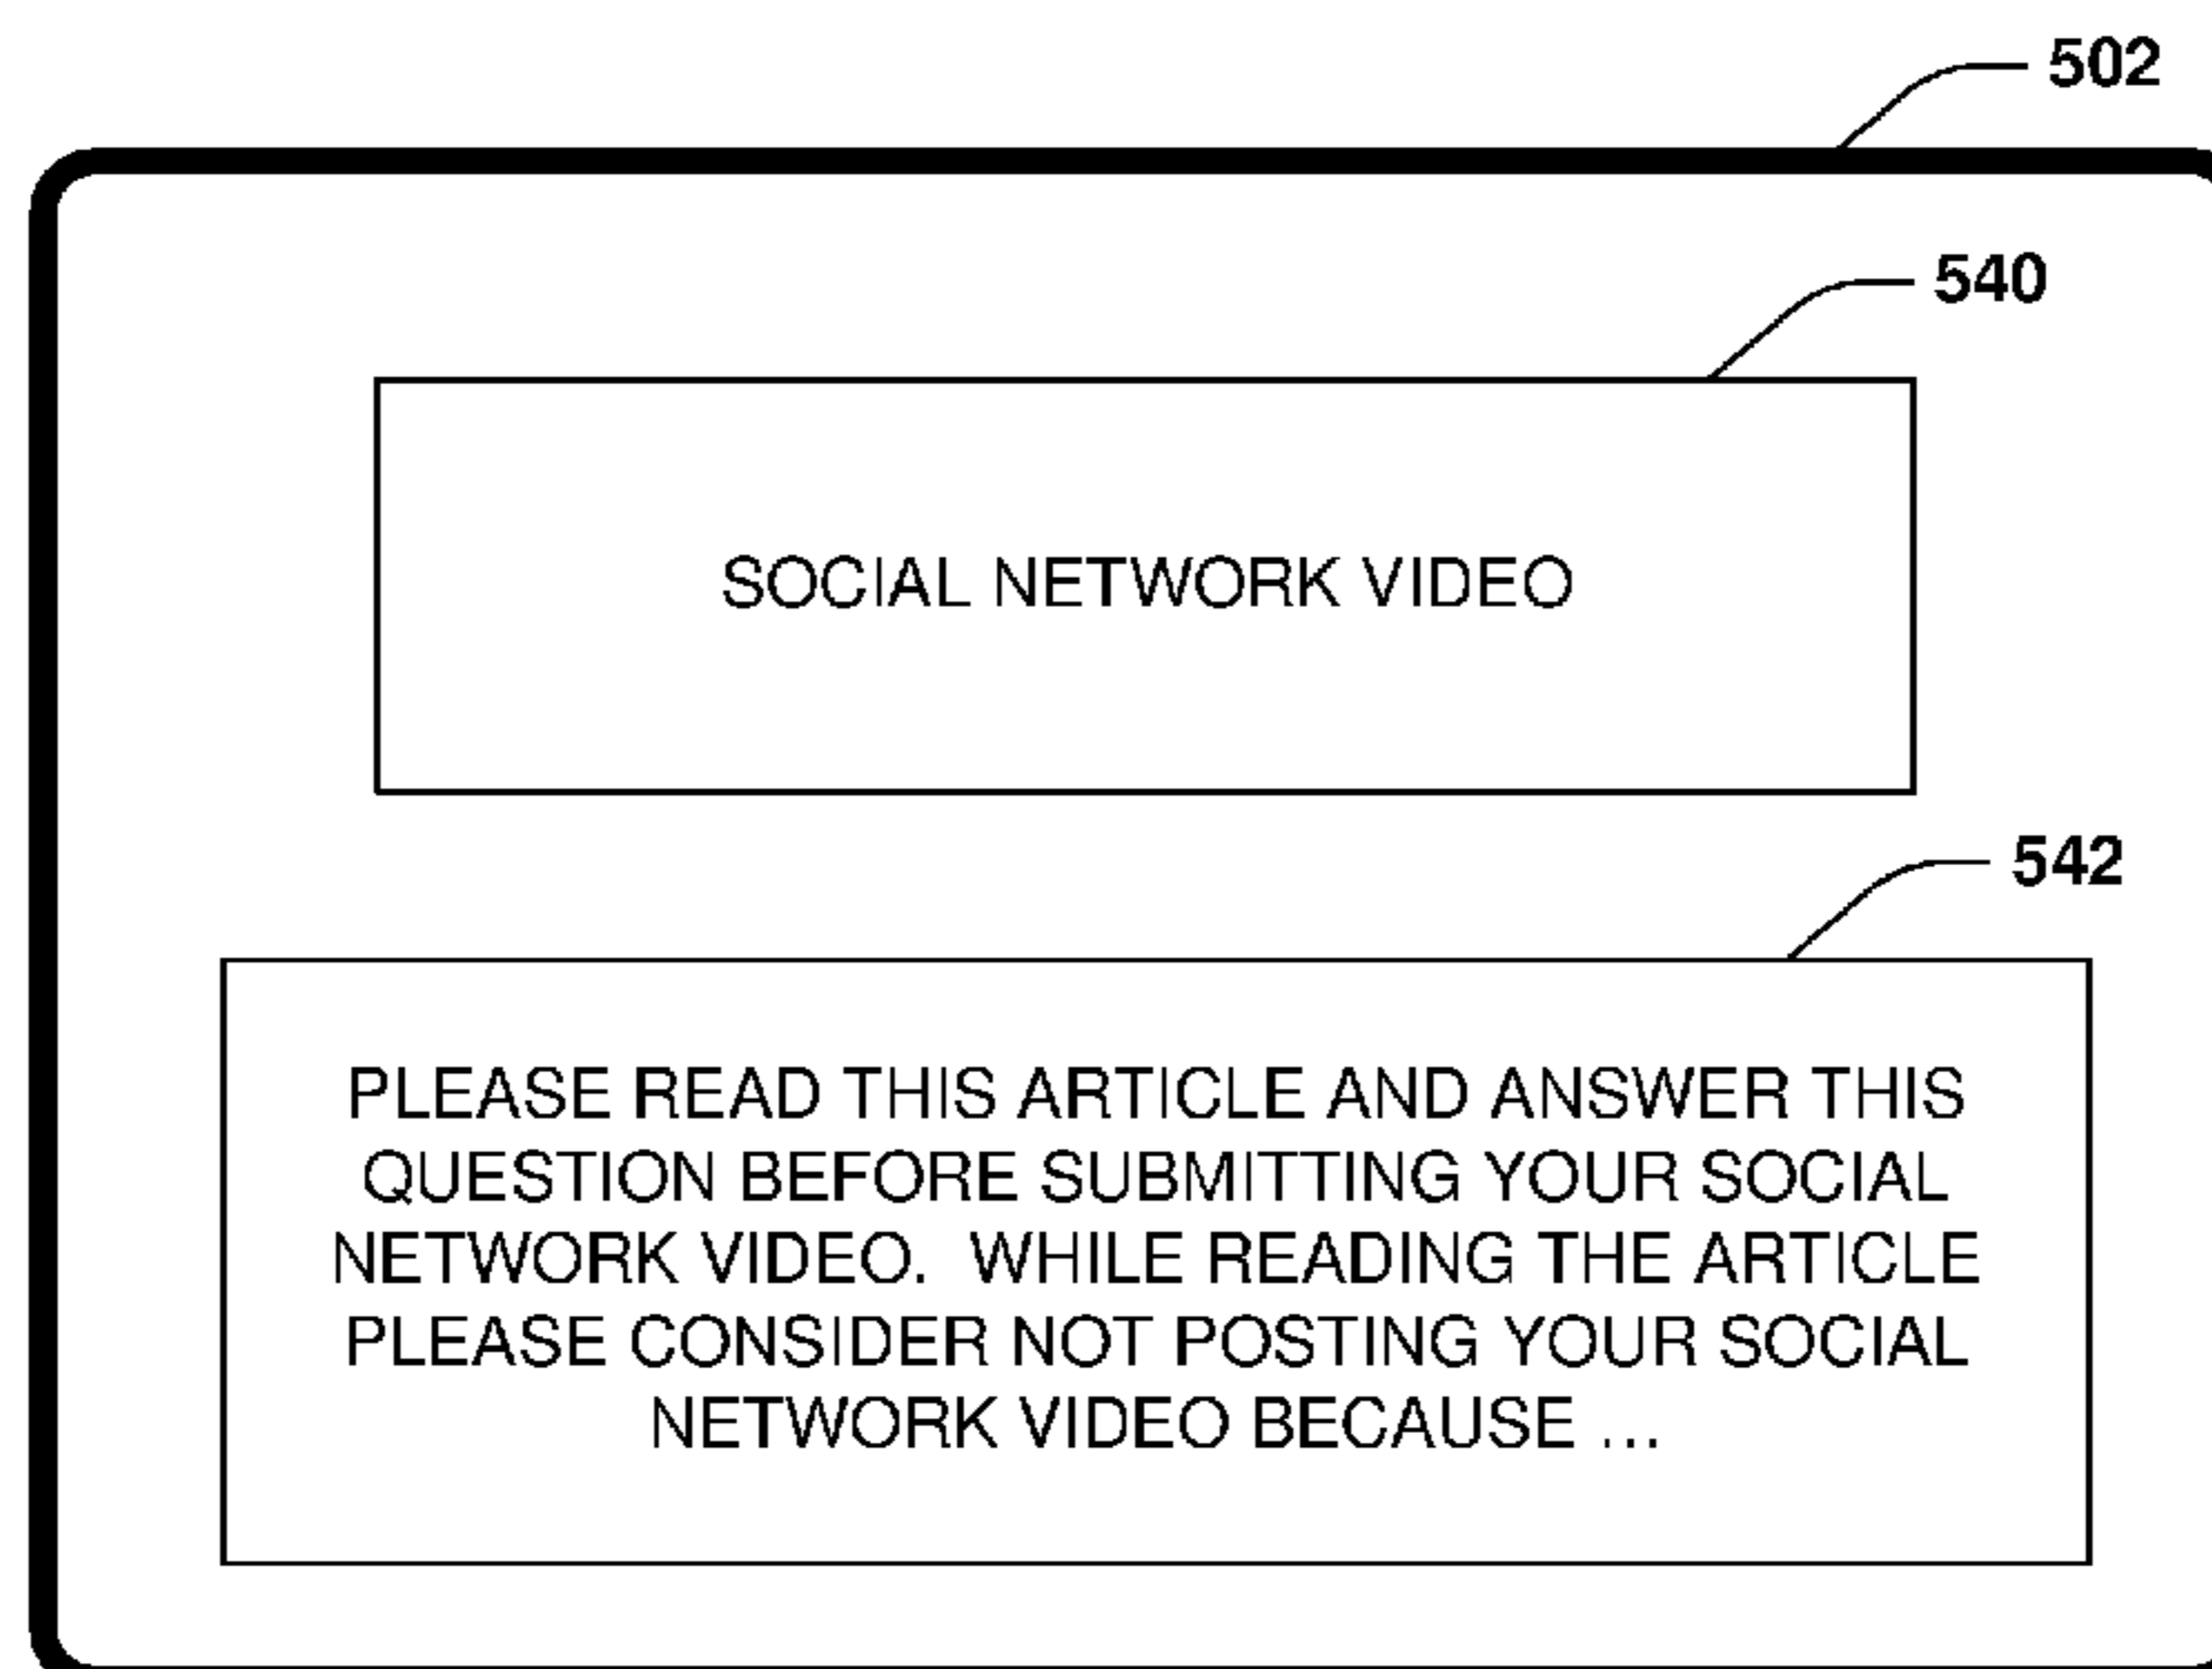 502
540
SOCIAL NETWORK VIDEO
542
PLEASE READ THIS ARTICLE AND ANSWER THIS
QUESTION BEFORE SUBMITTING YOUR SOCIAL
NETWORK VIDEO.  WHILE READING THE ARTICLE
PLEASE CONSIDER NOT POSTING YOUR SOCIAL
NETWORK VIDEO BECAUSE ...